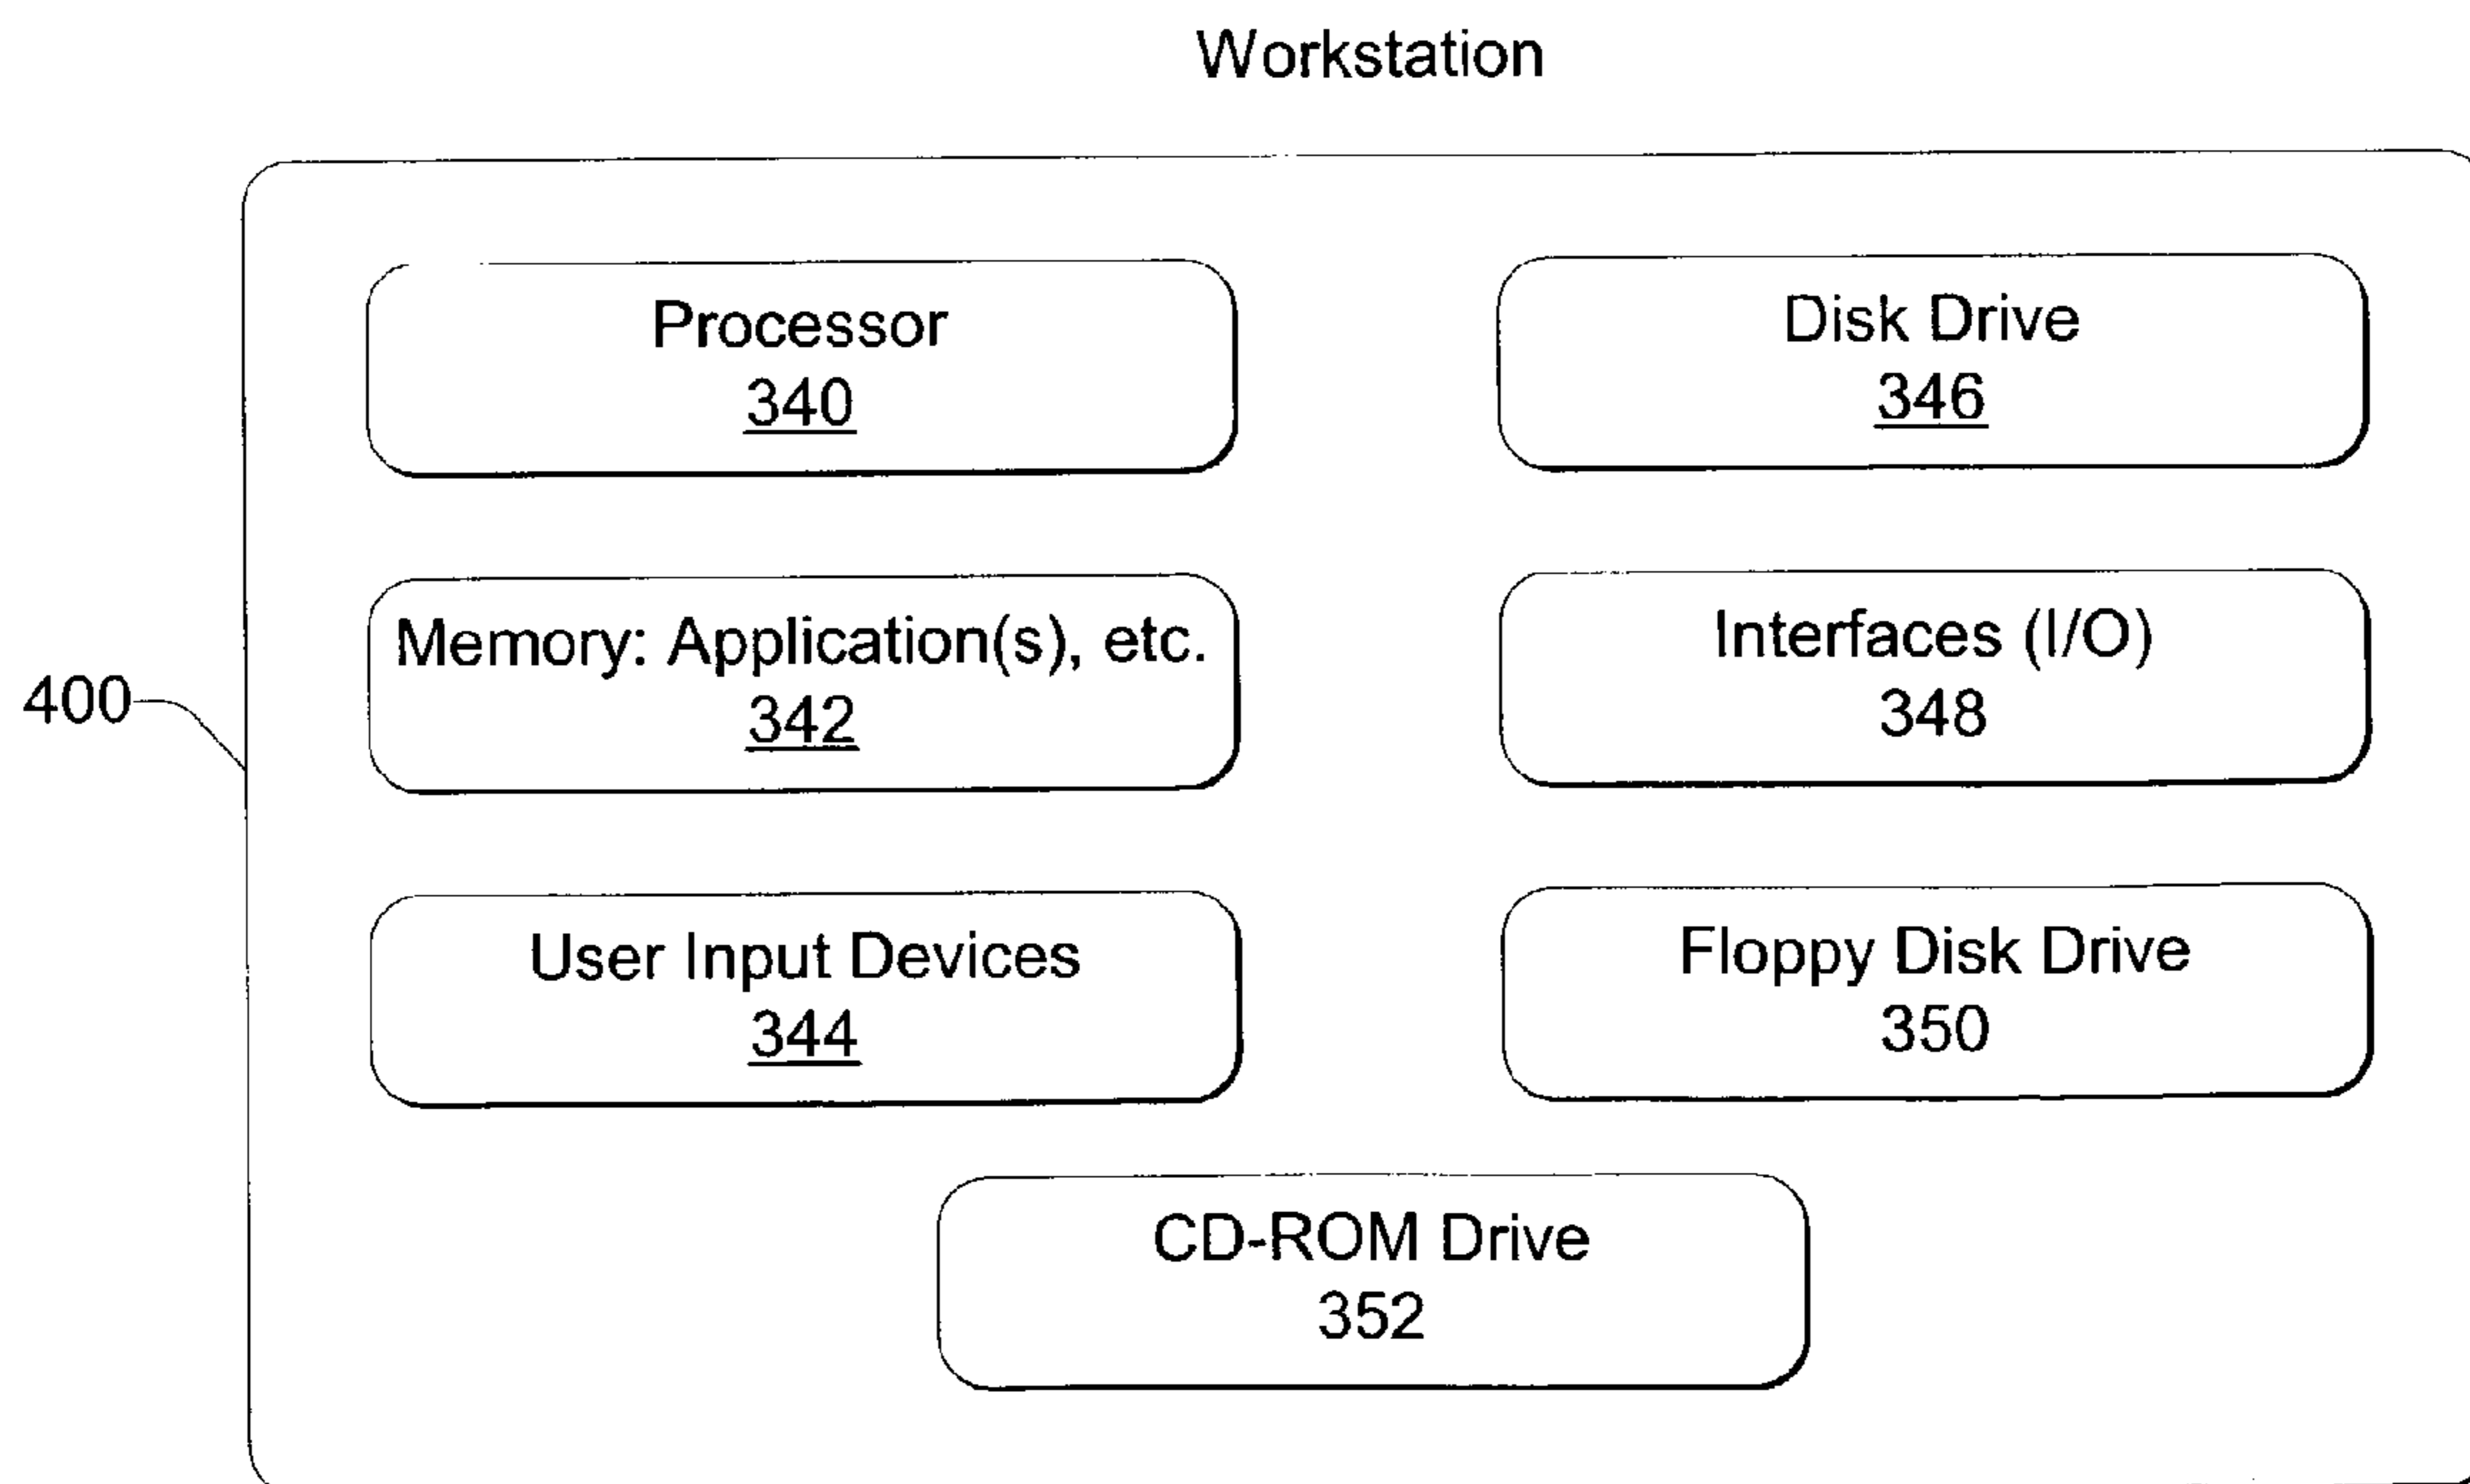 Workstation
Processor
340
Disk Drive
346
Memory: Application(s), etc.
342
Interfaces (I/O)
348
400
User Input Devices
344
Floppy Disk Drive
350
CD-ROM Drive
352